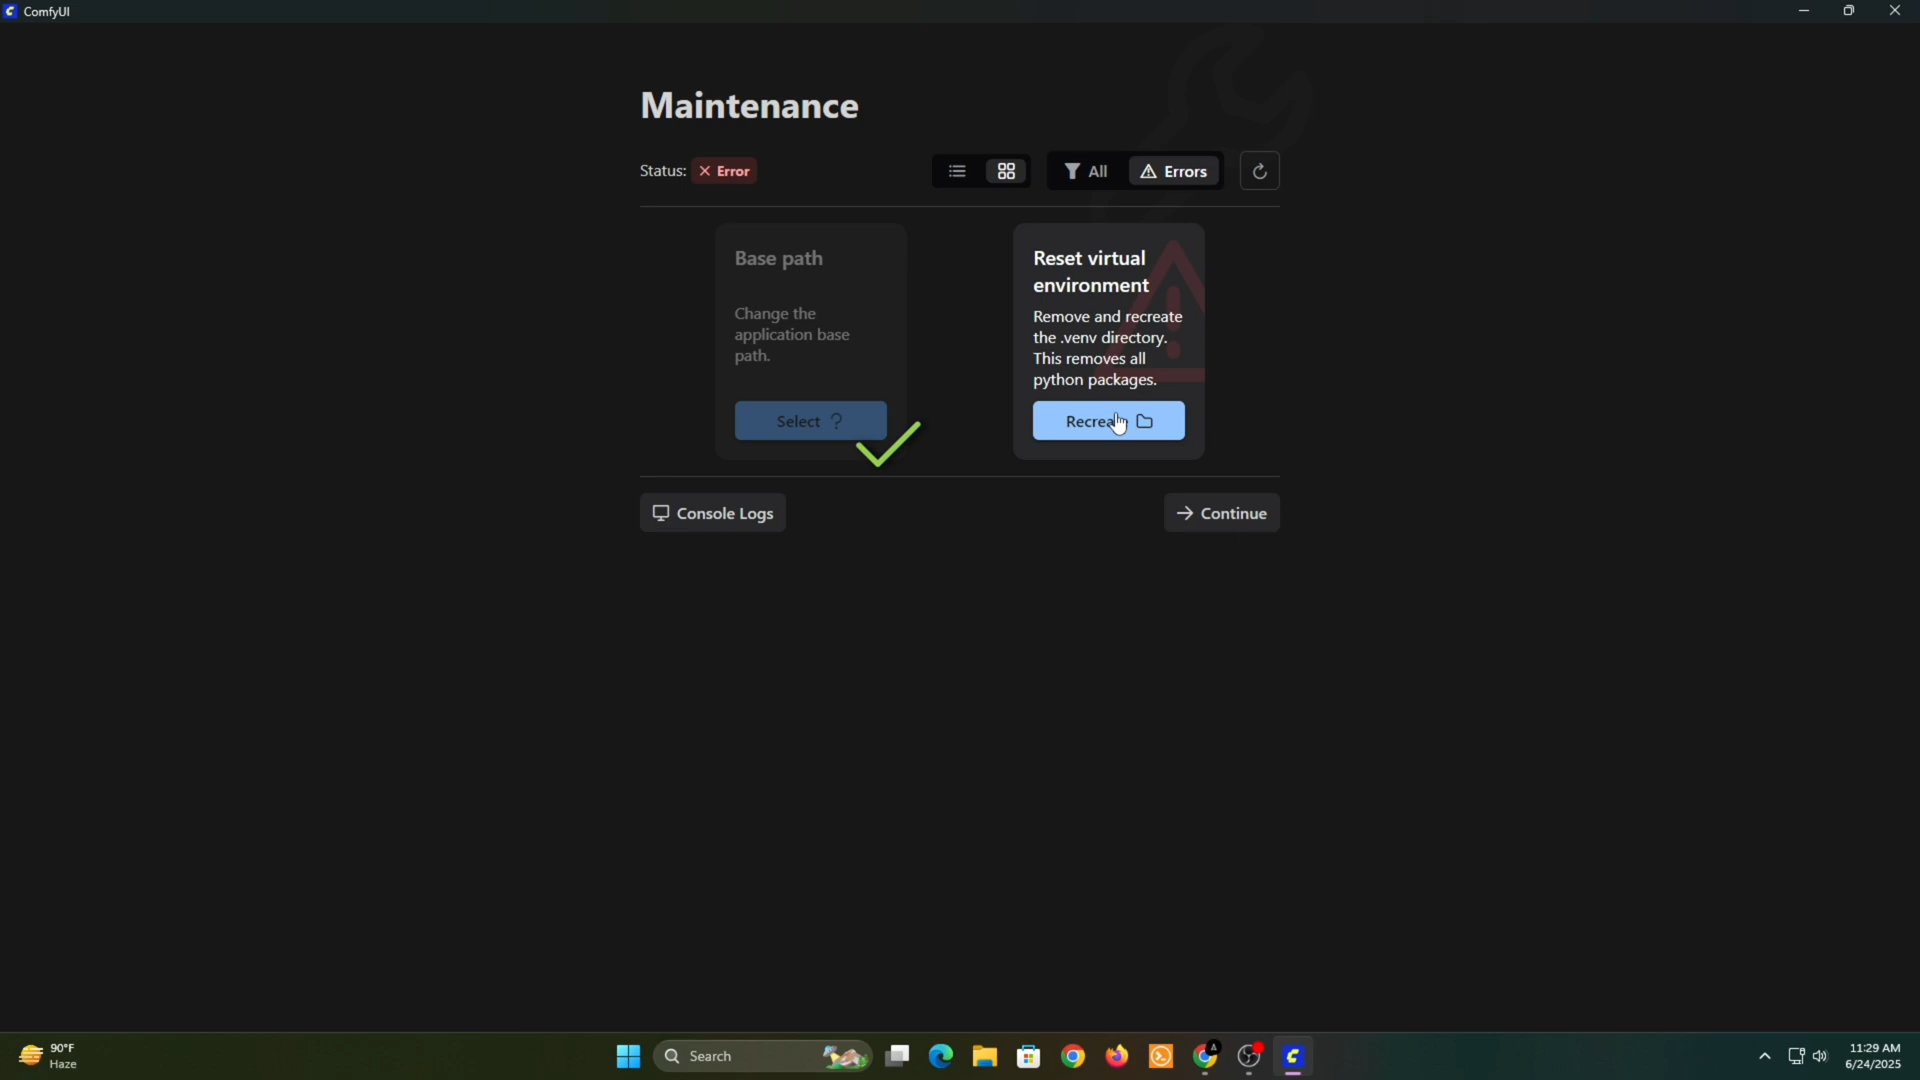 ComfyUI
Maintenance
Status:
Error
All
Errors
Base path
Change the
application base
path.
Select
Reset virtual
environment
Remove and recreate
the .venv directory.
This removes all
python packages.
Console Logs
Continue
90°F
Haze
Search
A
11:29 AM
6/24/2025